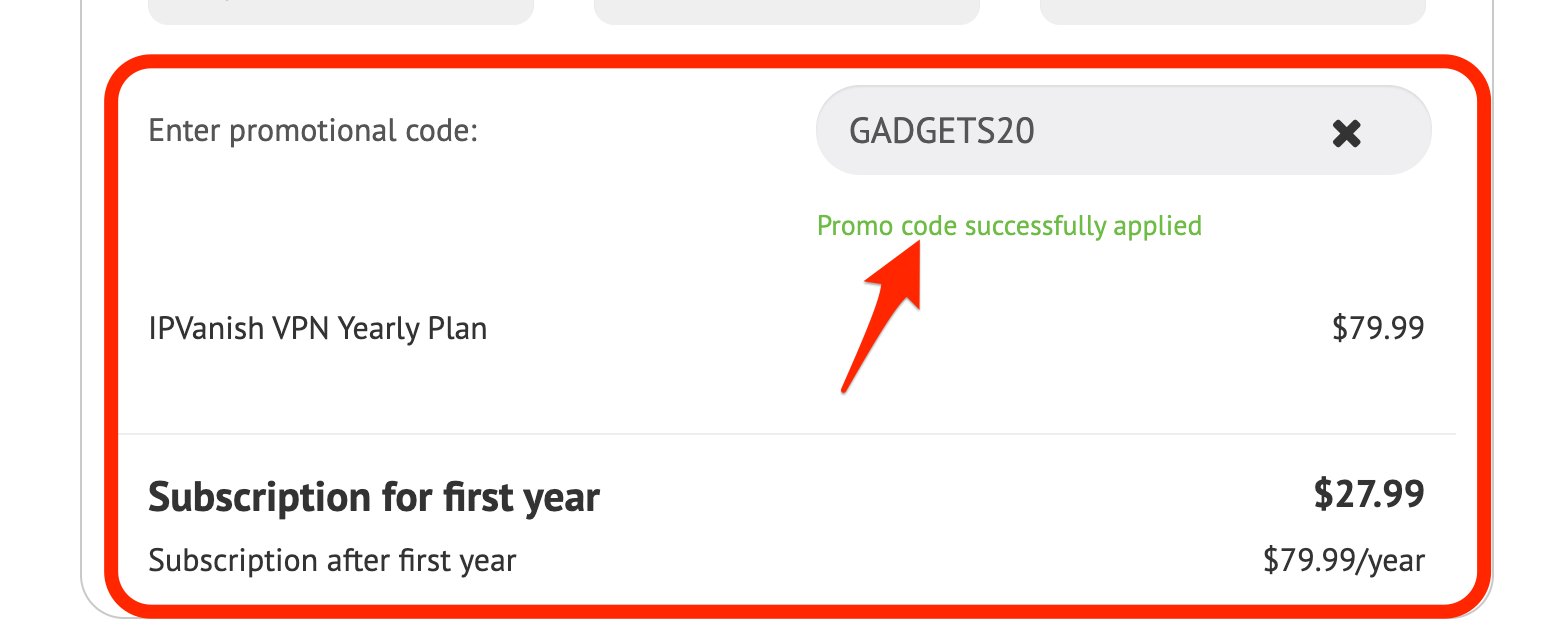 Enter promotional code: GADGETS20
Promo code successfully applied
IPVanish VPN Yearly Plan $79.99
Subscription for first year $27.99
Subscription after first year $79.99/year